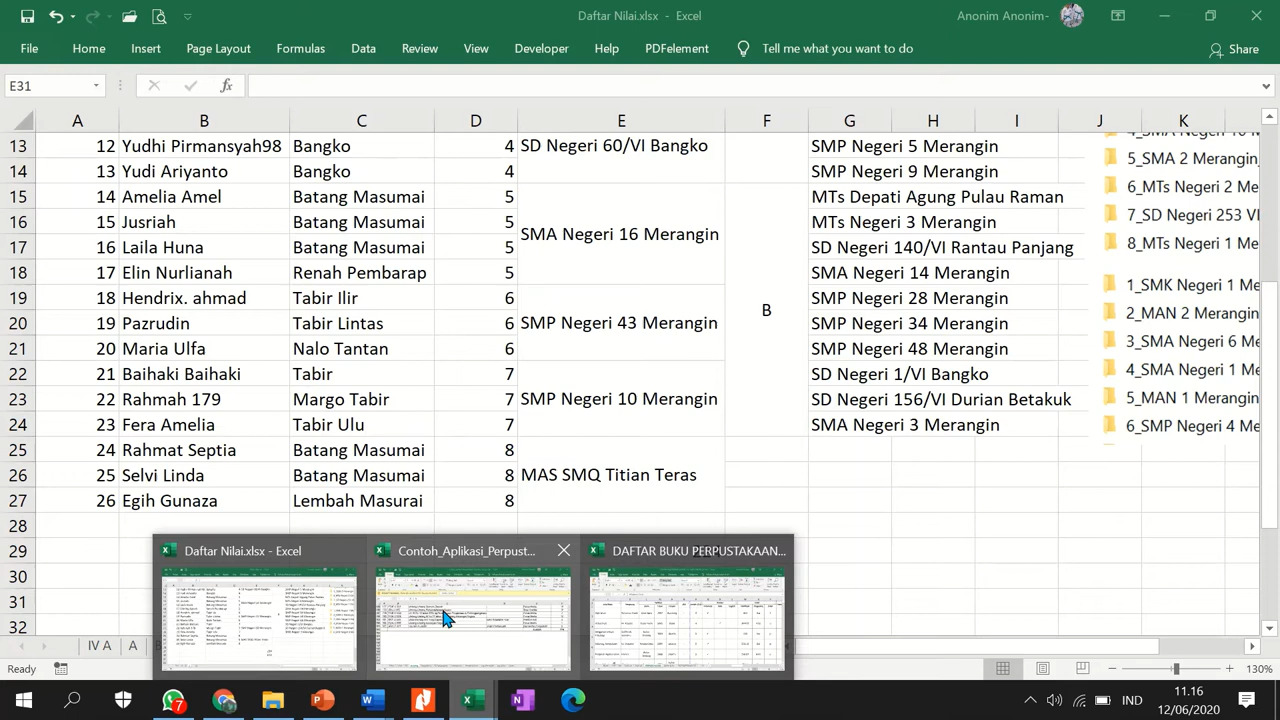 Daftar Nilai.xlsx - Excel
Anonim Anonim-
File Home Insert Page Layout Formulas Data Review View Developer Help PDFelement Tell me what you want to do Share
E31 fx
A B C D E F G H I J K
13 12 Yudhi Pirmansyah98 Bangko 4 SD Negeri 60/VI Bangko SMP Negeri 5 Merangin
14 13 Yudi Ariyanto Bangko 4 SMP Negeri 9 Merangin
5_SMA 2 Merangin
15 14 Amelia Amel Batang Masumai 5 MTs Depati Agung Pulau Raman
6_MTs Negeri 2 Me
16 15 Jusriah Batang Masumai 5 SMA Negeri 16 Merangin MTs Negeri 3 Merangin
7_SD Negeri 253 VI
17 16 Laila Huna Batang Masumai 5 SD Negeri 140/VI Rantau Panjang
8_MTs Negeri 1 Me
18 17 Elin Nurlianah Renah Pembarap 5 SMA Negeri 14 Merangin
1_SMK Negeri 1 Me
19 18 Hendrix. ahmad Tabir Ilir 6 B SMP Negeri 28 Merangin
2_MAN 2 Merangin
20 19 Pazrudin Tabir Lintas 6 SMP Negeri 43 Merangin SMP Negeri 34 Merangin
3_SMA Negeri 6 Me
21 20 Maria Ulfa Nalo Tantan 6 SMP Negeri 48 Merangin
4_SMA Negeri 1 Me
22 21 Baihaki Baihaki Tabir 7 SD Negeri 1/VI Bangko
23 22 Rahmah 179 Margo Tabir 7 SMP Negeri 10 Merangin SD Negeri 156/VI Durian Betakuk
5_MAN 1 Merangin
24 23 Fera Amelia Tabir Ulu 7 SMA Negeri 3 Merangin
6_SMP Negeri 4 Me
25 24 Rahmat Septia Batang Masumai 8
26 25 Selvi Linda Batang Masumai 8 MAS SMQ Titian Teras
27 26 Egih Gunaza Lembah Masurai 8
28
29
30
31
32
Daftar Nilai.xlsx - Excel
Contoh_Aplikasi_Perpust...
DAFTAR BUKU PERPUSTAKAAN...
IV A A
Ready 130%
7 IND 11.16
12/06/2020